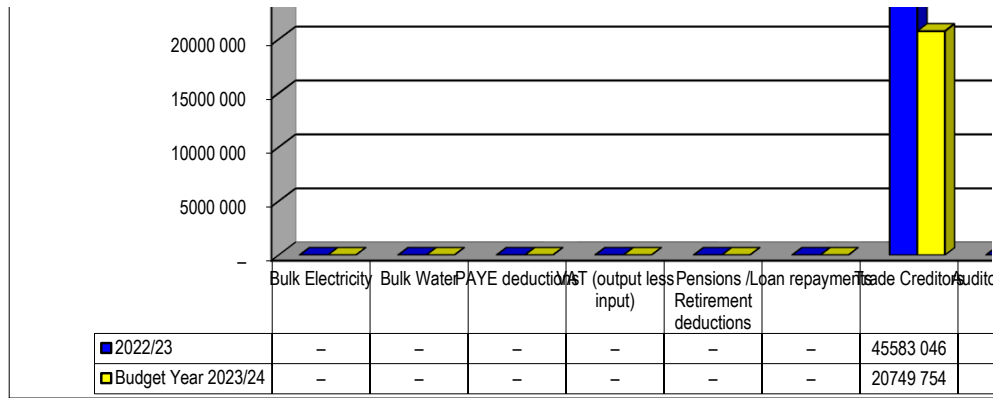 20000 000
15000 000
10000 000
5000 000
–
Bulk Electricity Bulk Water PAYE deductions VAT (output less input) Pensions / Retirement deductions Loan repayments Trade Creditors Audito
2022/23 – – – – – – 45583 046
Budget Year 2023/24 – – – – – – 20749 754